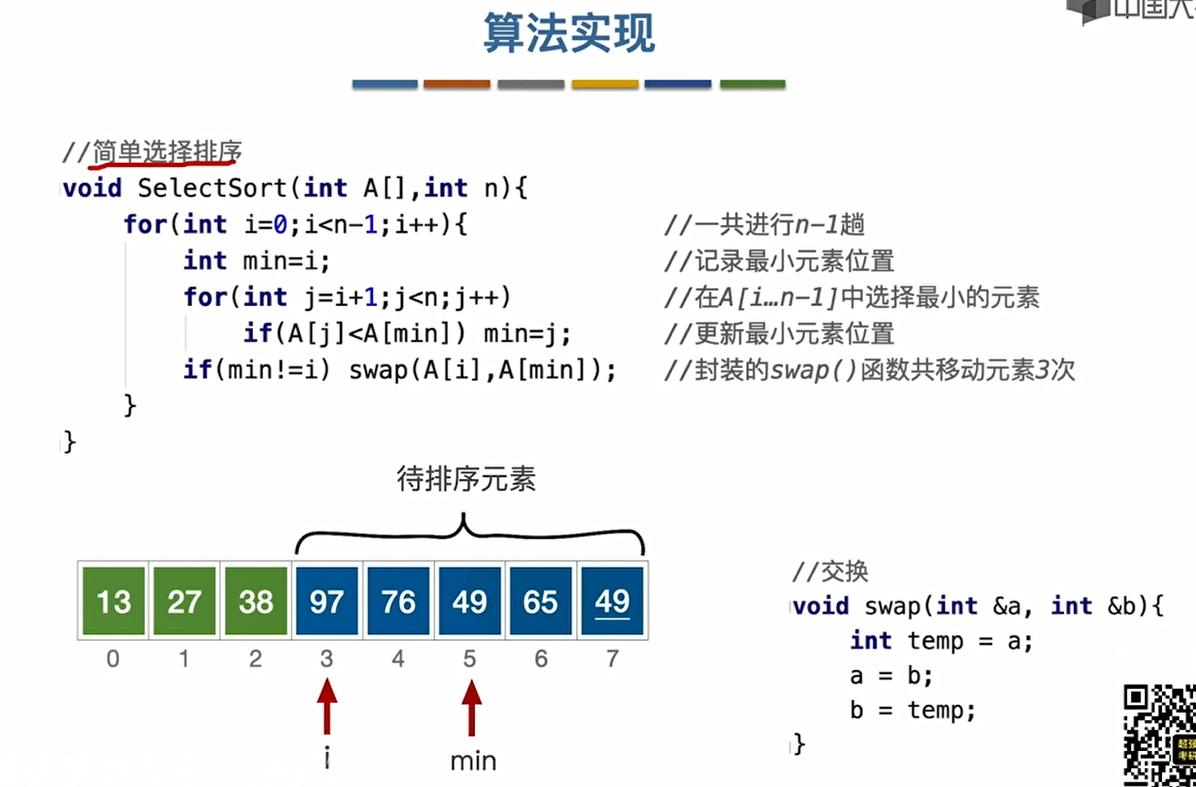 中国大
算法实现
//简单选择排序
void SelectSort(int A[],int n){
for(int i=0;i<n-1;i++){ //一共进行n-1趟
int min=i; //记录最小元素位置
for(int j=i+1;j<n;j++) //在A[i…n-1]中选择最小的元素
if(A[j]<A[min]) min=j; //更新最小元素位置
if(min!=i) swap(A[i],A[min]); //封装的swap()函数共移动元素3次
}
}
待排序元素
13 27 38 97 76 49 65 49
0 1 2 3 4 5 6 7
i min
//交换
void swap(int &a, int &b){
int temp = a;
a = b;
b = temp;
}